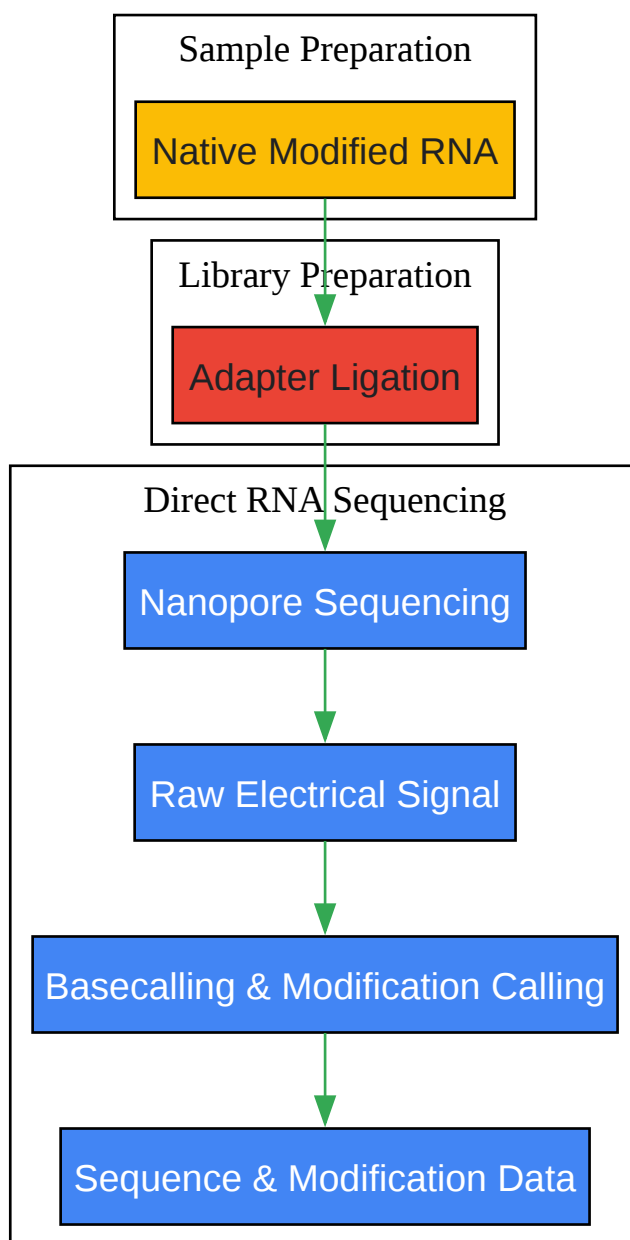 Sample Preparation
Native Modified RNA
Library Preparation
Adapter Ligation
Direct RNA Sequencing
Nanopore Sequencing
Raw Electrical Signal
Basecalling & Modification Calling
Sequence & Modification Data